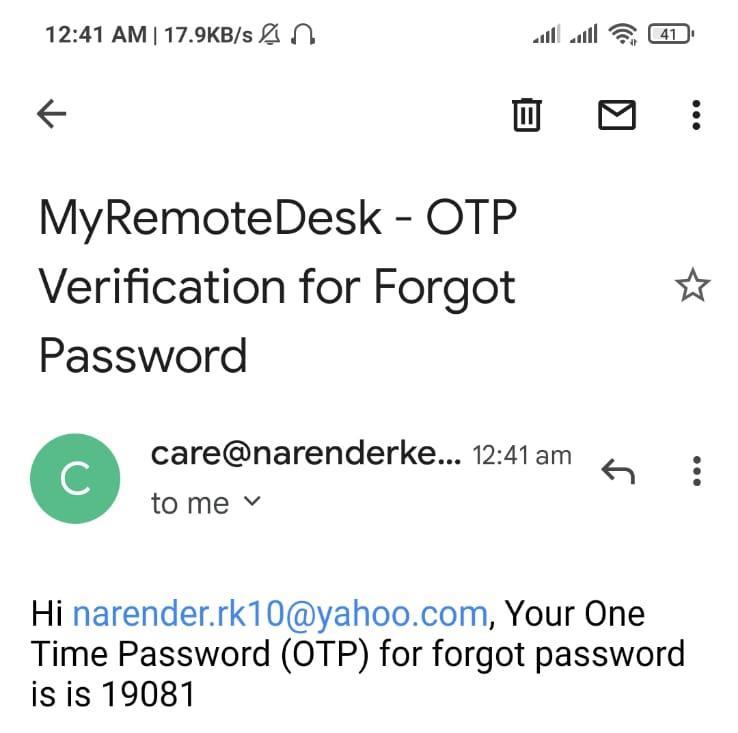 12:41 AM | 17.9KB/s 41
MyRemoteDesk - OTP
Verification for Forgot
Password
C
care@narenderke... 12:41 am
to me
Hi narender.rk10@yahoo.com, Your One
Time Password (OTP) for forgot password
is is 19081